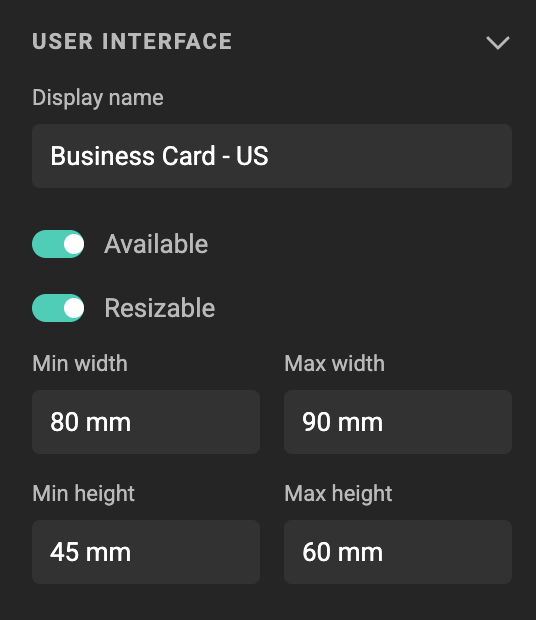 USER INTERFACE
Display name
Business Card - US
Available
Resizable
Min width
Max width
80 mm
90 mm
Min height
Max height
45 mm
60 mm